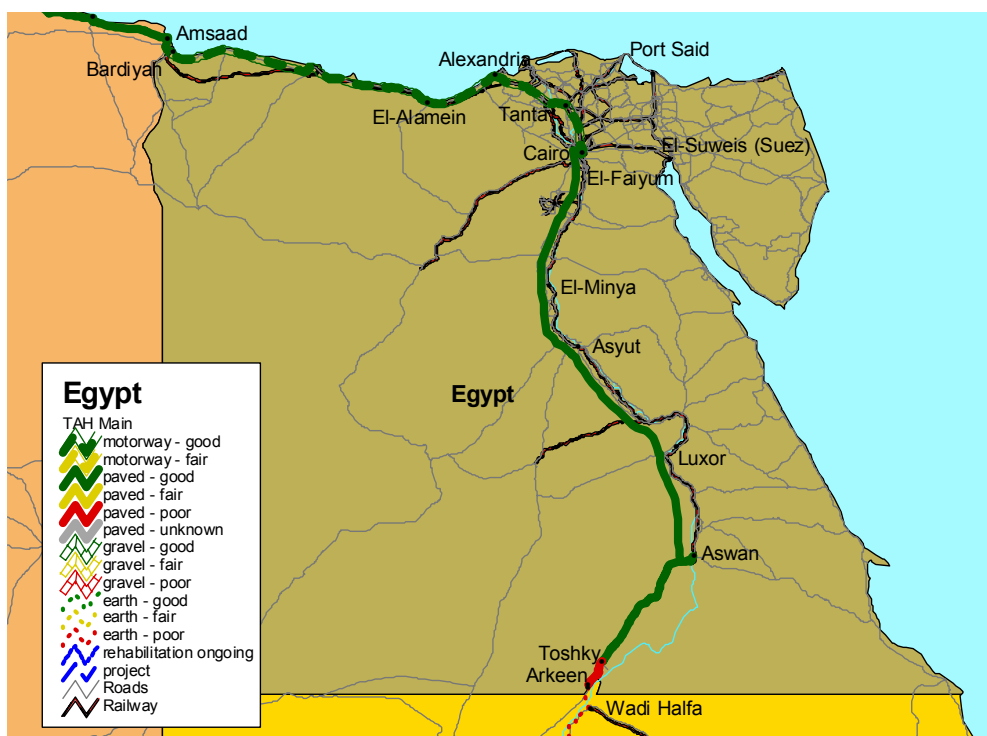 Amsaad
Bardiyah
Alexandria
Port Said
El-Alamein
Tanta
Cairo
El-Suweis (Suez)
El-Faiyum
El-Minya
Asyut
Egypt
Luxor
Aswan
Toshky
Arkeen
Wadi Halfa
Egypt
TAH Main
motorway - good
motorway - fair
paved - good
paved - fair
paved - poor
paved - unknown
gravel - good
gravel - fair
gravel - poor
earth - good
earth - fair
earth - poor
rehabilitation ongoing
project
Roads
Railway